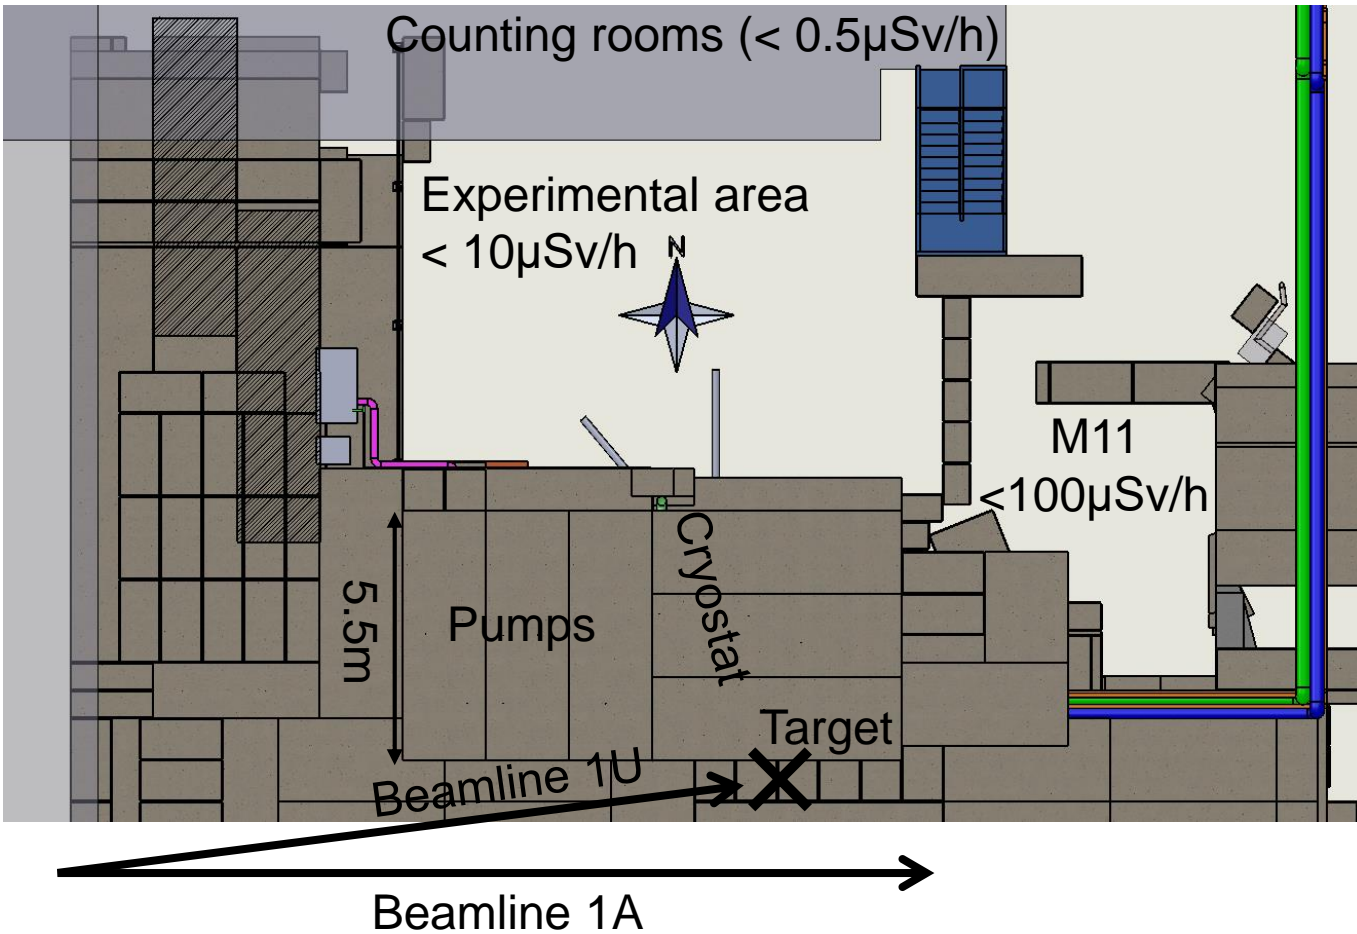 Counting rooms (< 0.5µSv/h)
Experimental area
< 10µSv/h
N
M11
<100µSv/h
Cryostat
5.5m
Pumps
Target
Beamline 1U
Beamline 1A